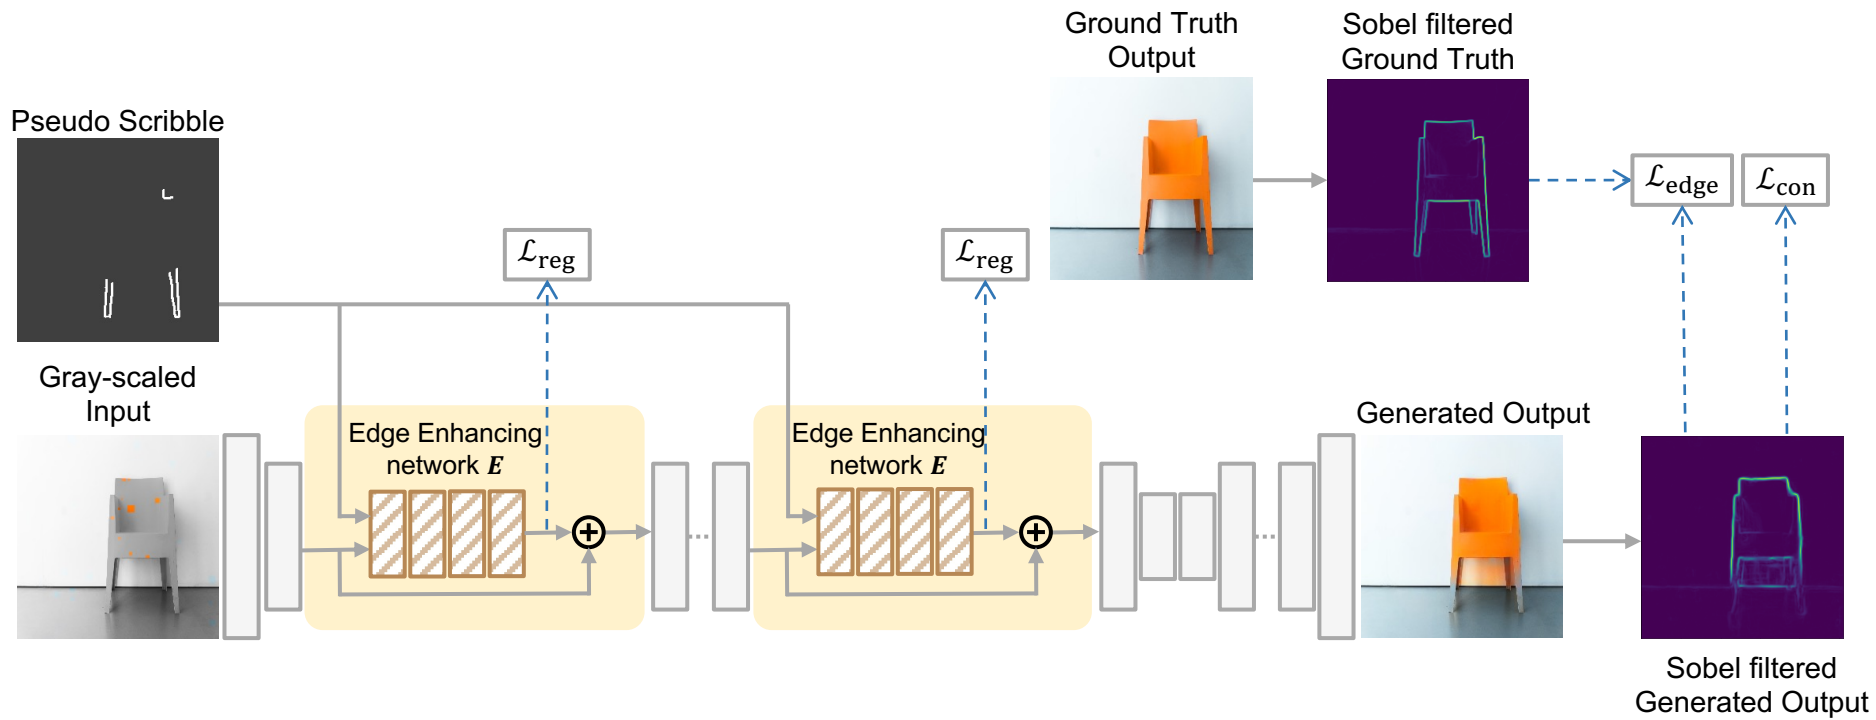 Pseudo Scribble
Gray-scaled
Input
Edge Enhancing
network E
ℒreg
Edge Enhancing
network E
ℒreg
Ground Truth
Output
Sobel filtered
Ground Truth
ℒedge
ℒcon
Generated Output
Sobel filtered
Generated Output